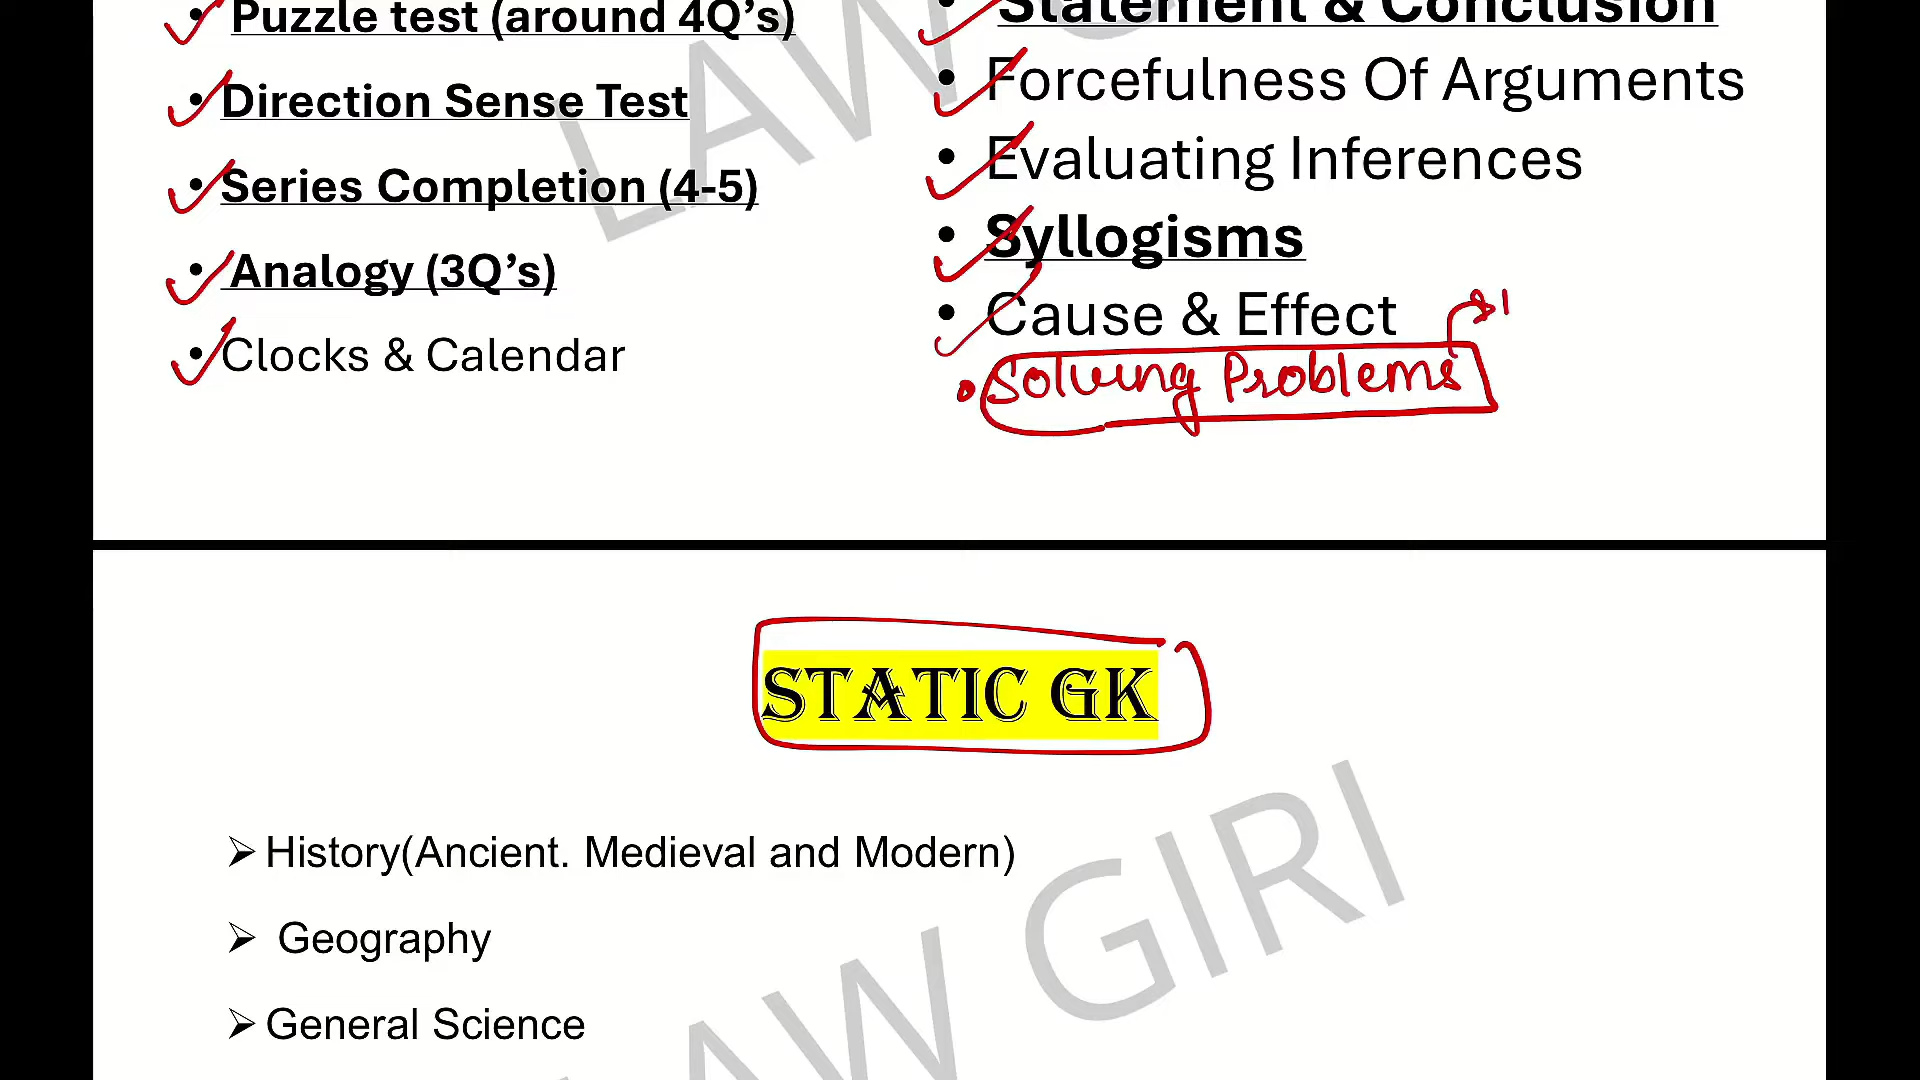 • Puzzle test (around 4Q’s)
• Direction Sense Test
• Series Completion (4-5)
• Analogy (3Q’s)
• Clocks & Calendar
• Statement & Conclusion
• Forcefulness Of Arguments
• Evaluating Inferences
• Syllogisms
• Cause & Effect
• Solving Problems
STATIC GK
➢ History(Ancient. Medieval and Modern)
➢ Geography
➢ General Science
LAW G
LAW GIRI